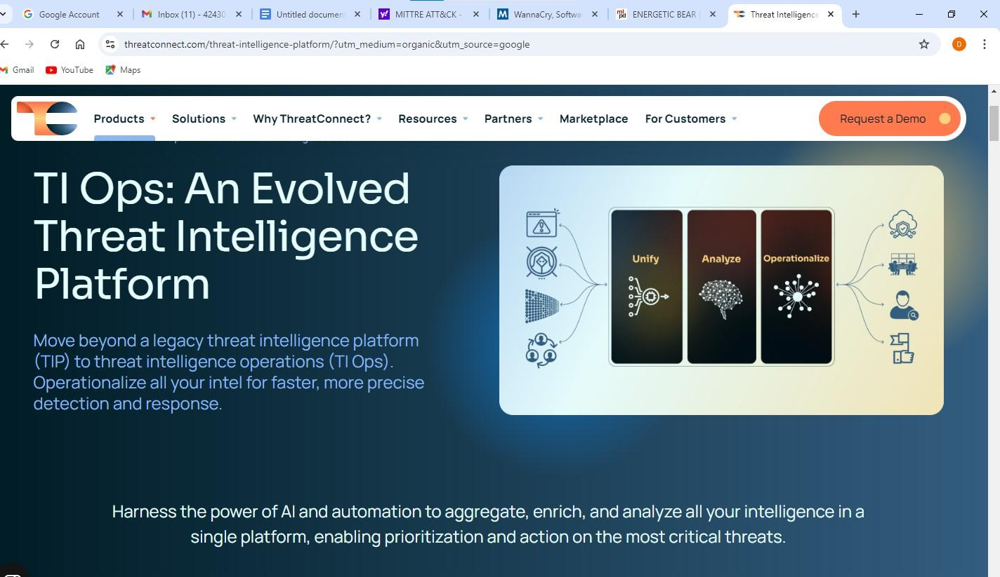 Google Account
Inbox (11) - 42430
Untitled document
MITTRE ATT&CK -
WannaCry, Softwa
ENERGETIC BEAR
Threat Intelligence
threatconnect.com/threat-intelligence-platform/?utm_medium=organic&utm_source=google
D
Gmail
YouTube
Maps
TC
Products
Solutions
Why ThreatConnect?
Resources
Partners
Marketplace
For Customers
Request a Demo
TI Ops: An Evolved
Threat Intelligence
Platform
Move beyond a legacy threat intelligence platform
(TIP) to threat intelligence operations (TI Ops).
Operationalize all your intel for faster, more precise
detection and response.
Unify
Analyze
Operationalize
Harness the power of AI and automation to aggregate, enrich, and analyze all your intelligence in a
single platform, enabling prioritization and action on the most critical threats.